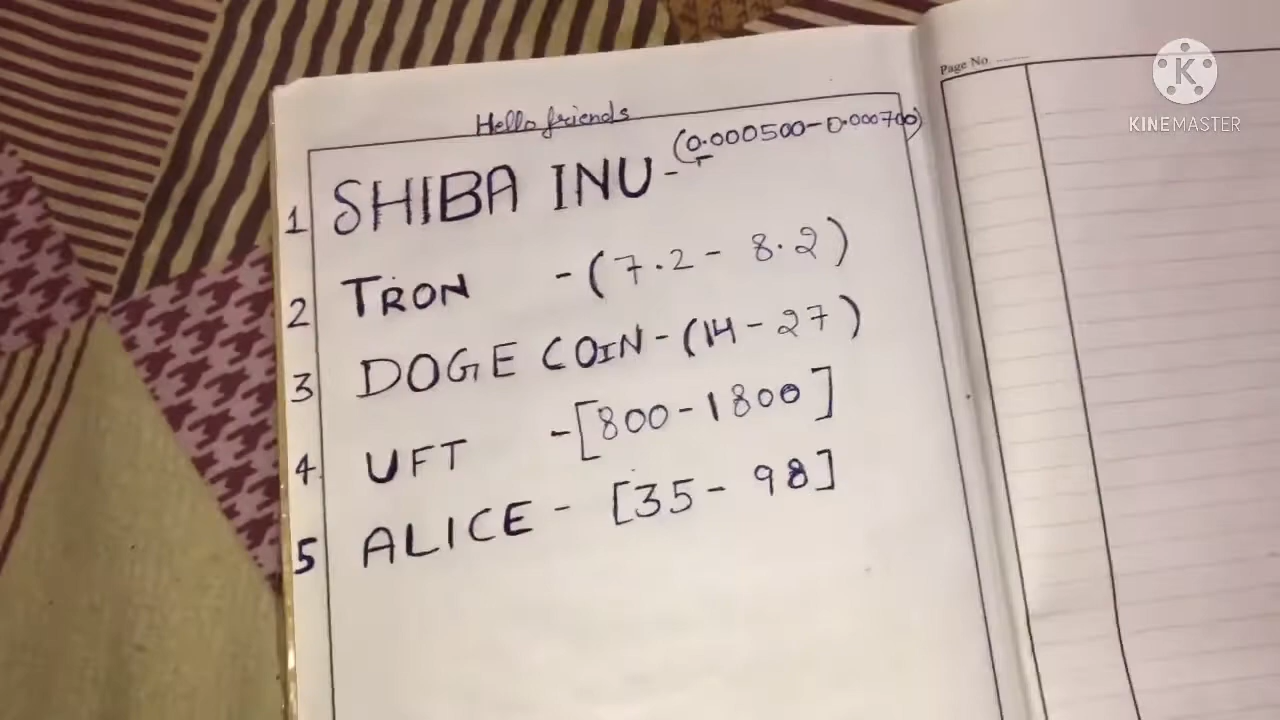 Hello friends
1 SHIBA INU - (0.000500-0.000700)
2 TRON - (7.2 - 8.2)
3 DOGE COIN - (14 - 27)
4. UFT - [800 - 1800]
5 ALICE - [35 - 98]
Page No. ......
K
KINEMASTER